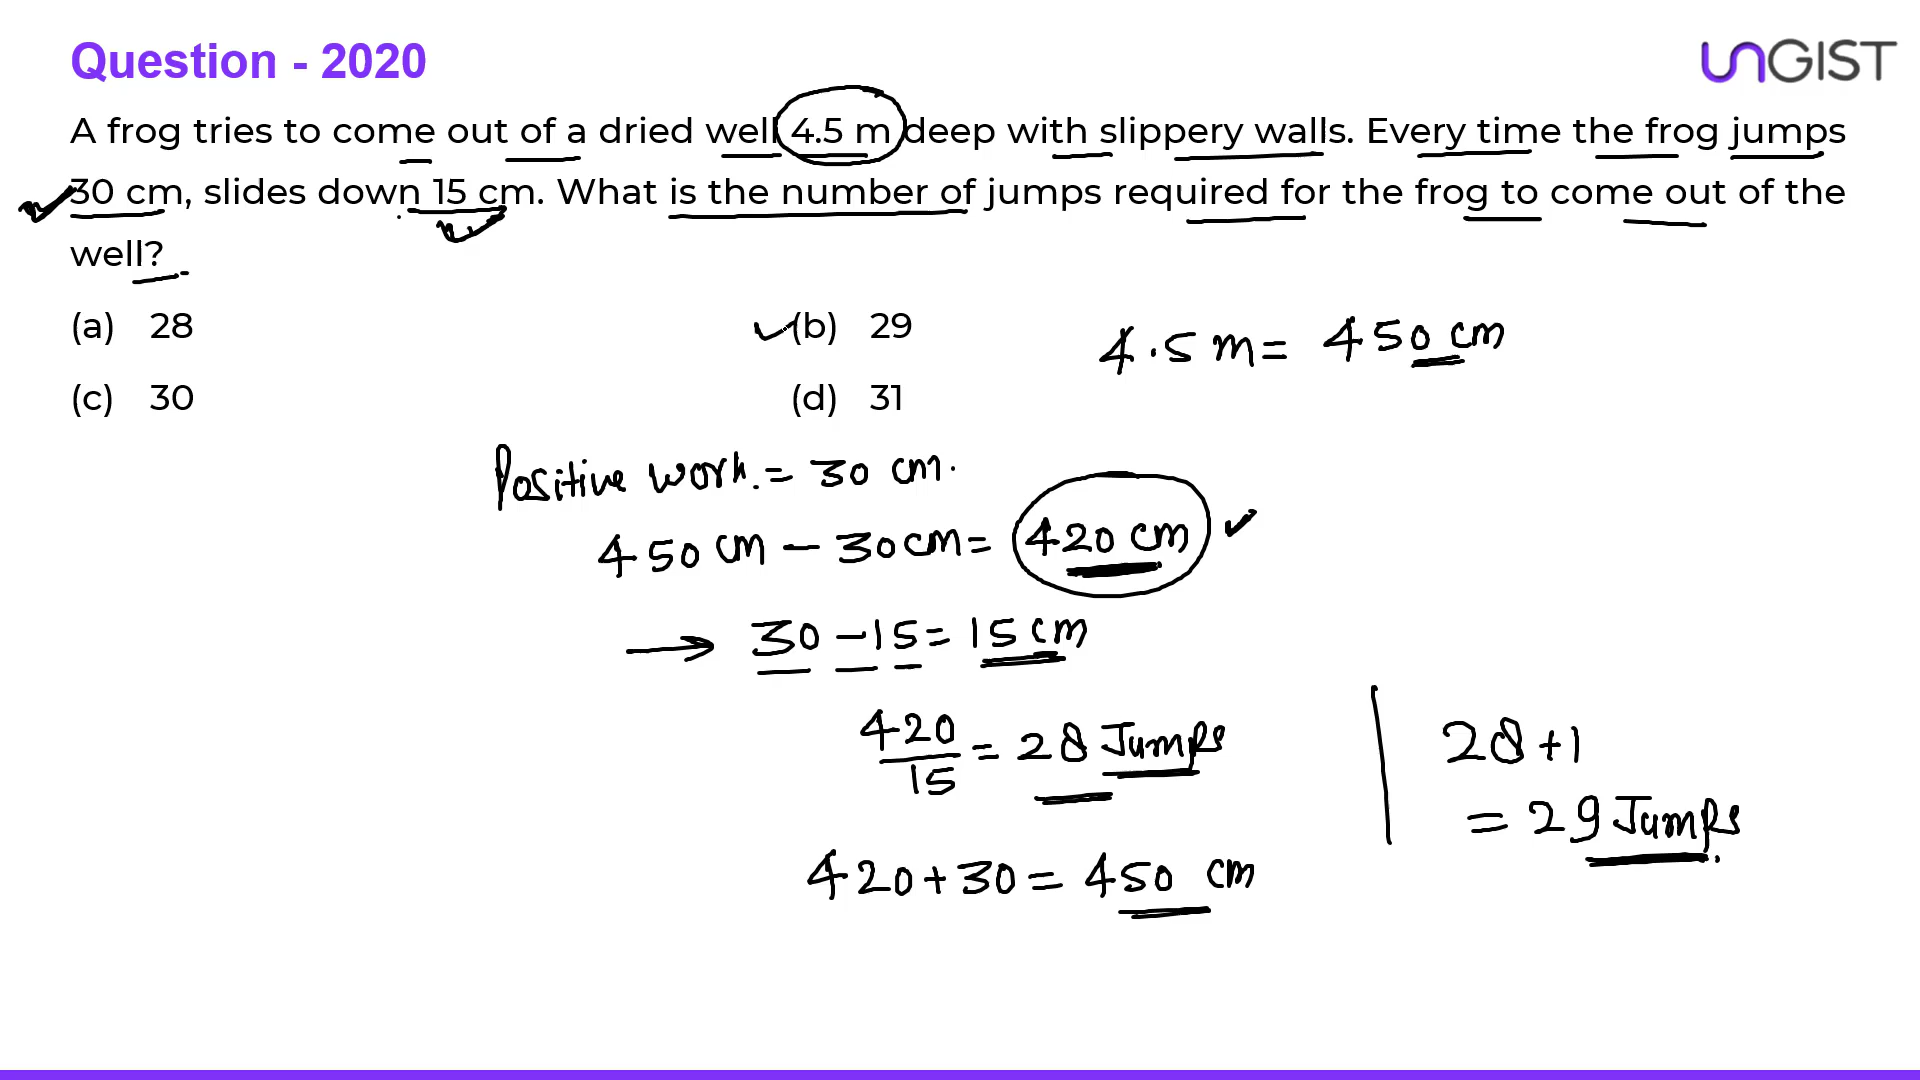 Question - 2020
UNGIST
A frog tries to come out of a dried well 4.5 m deep with slippery walls. Every time the frog jumps
30 cm, slides down 15 cm. What is the number of jumps required for the frog to come out of the
well?
(a) 28
(b) 29
(c) 30
(d) 31
4.5 m = 450 cm
Positive work. = 30 cm.
450 cm - 30 cm = 420 cm
→ 30 - 15 = 15 cm
420/15 = 28 Jumps
420 + 30 = 450 cm
28 + 1
= 29 Jumps